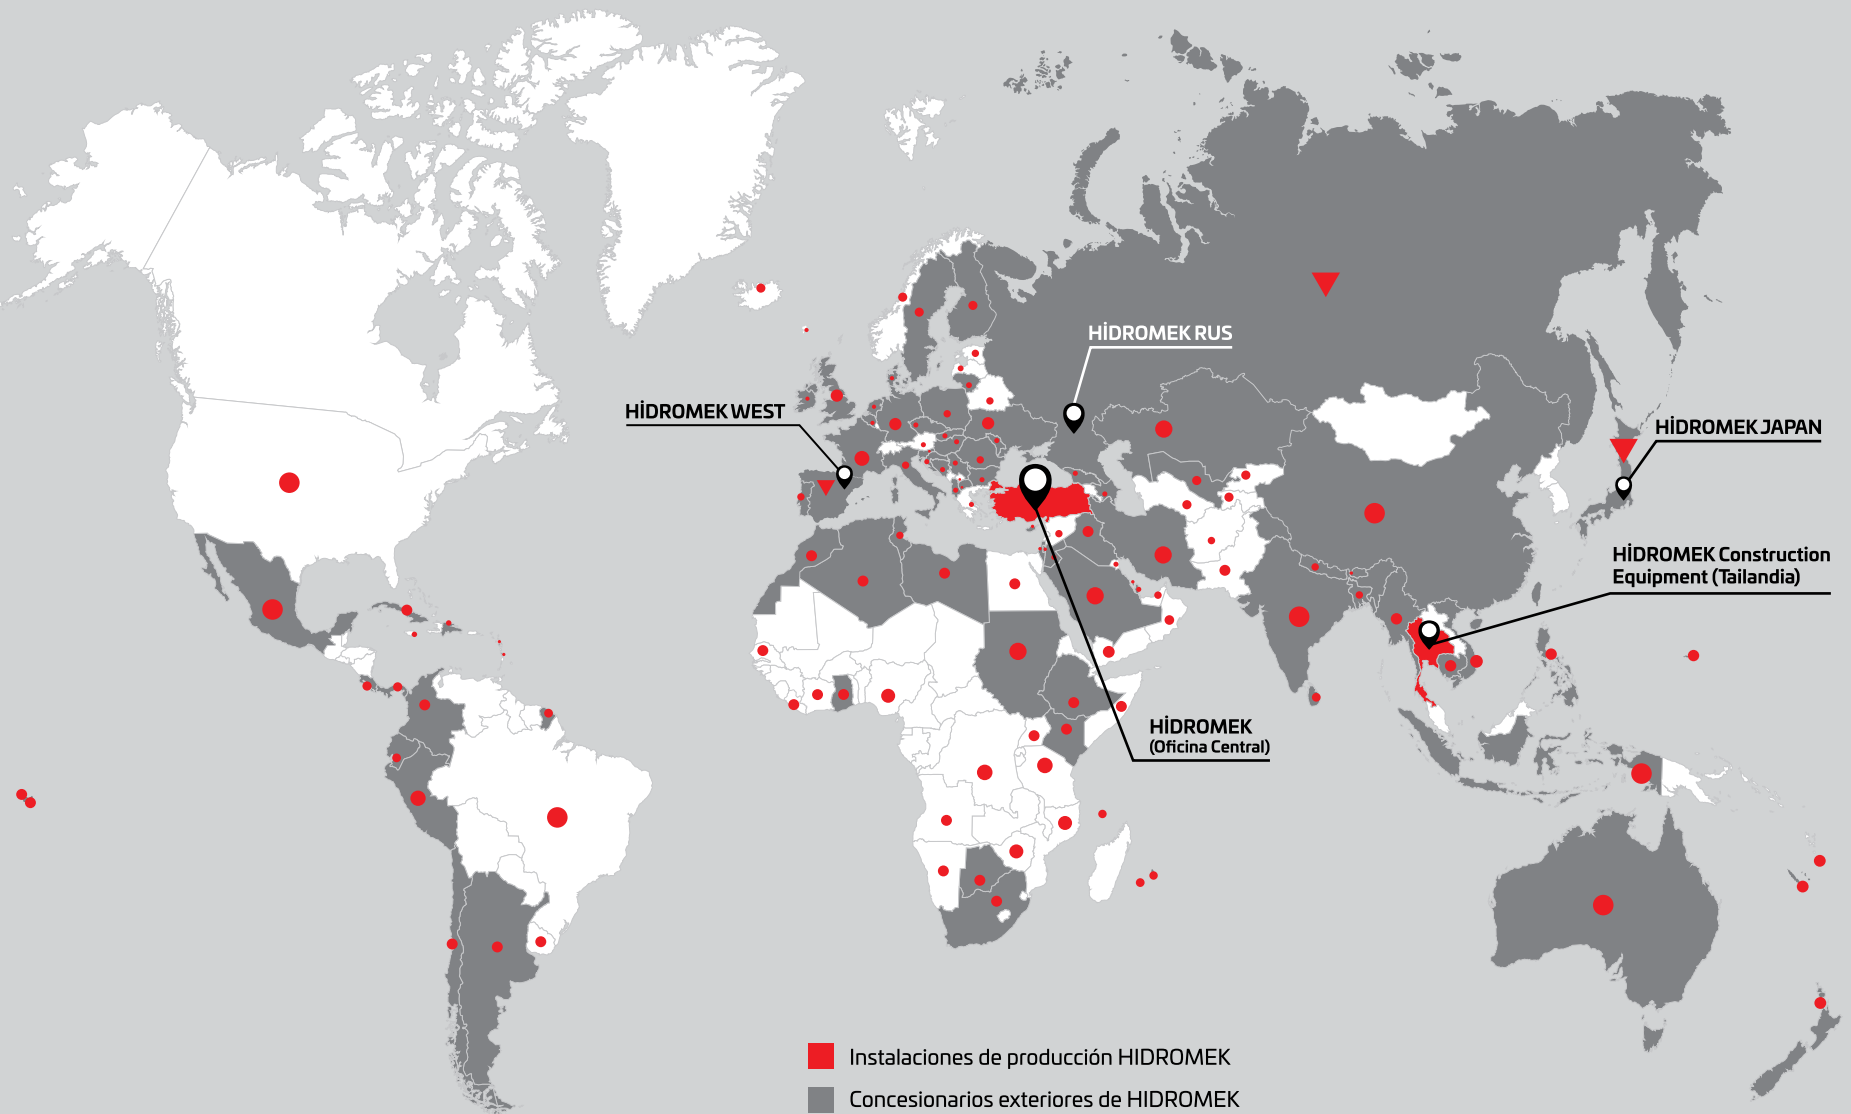 HİDROMEK RUS
HİDROMEK WEST
HİDROMEK JAPAN
HİDROMEK Construction
Equipment (Tailandia)
HİDROMEK
(Oficina Central)
Instalaciones de producción HIDROMEK
Concesionarios exteriores de HIDROMEK